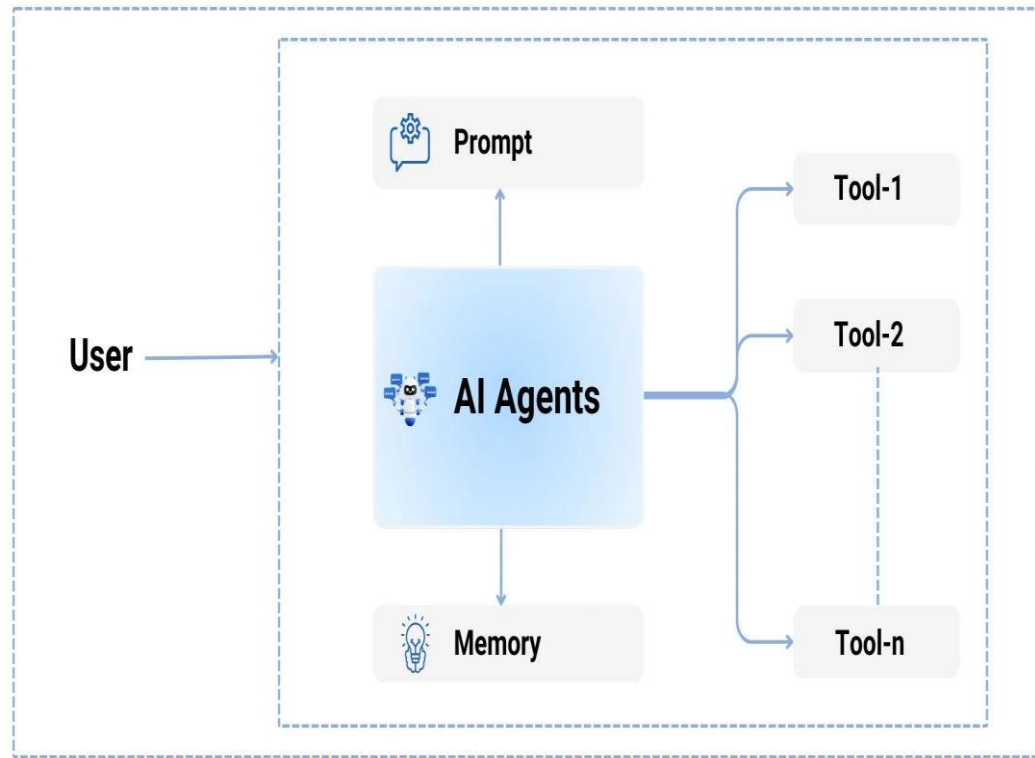 Prompt
Tool-1
Tool-2
User
AI Agents
Memory
Tool-n